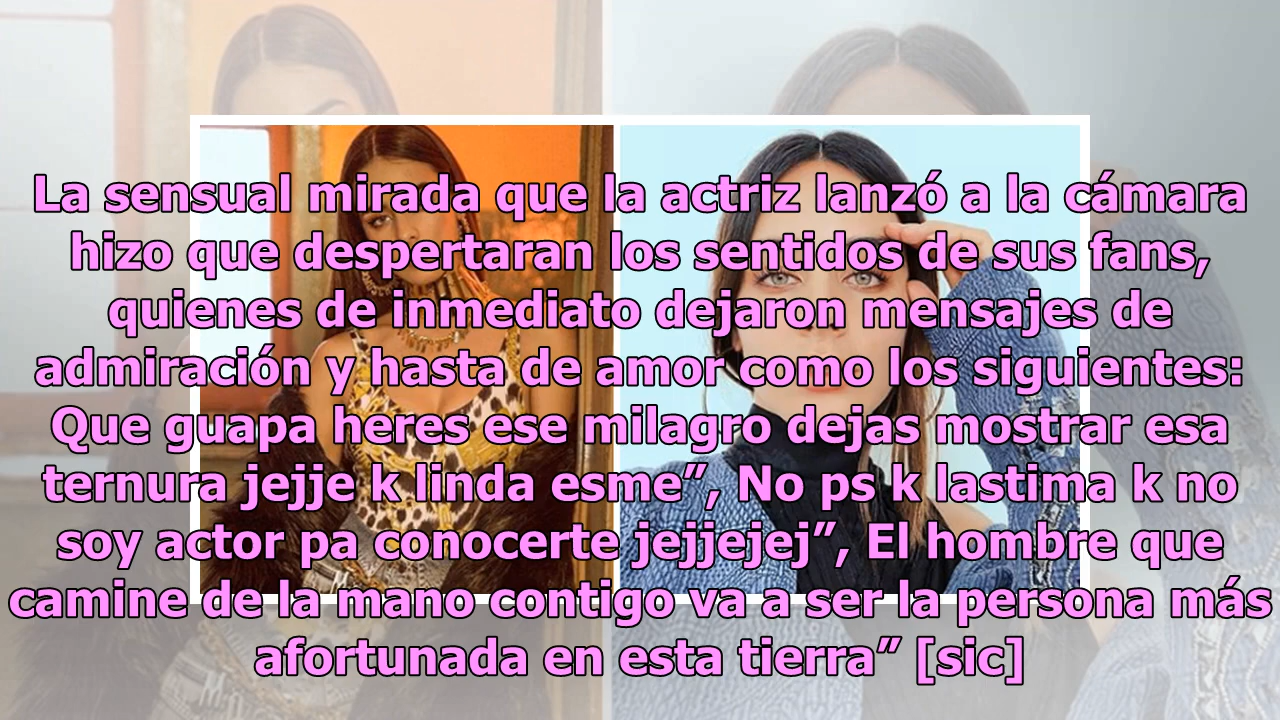 La sensual mirada que la actriz lanzó a la cámara
hizo que despertaran los sentidos de sus fans,
quienes de inmediato dejaron mensajes de
admiración y hasta de amor como los siguientes:
Que guapa heres ese milagro dejas mostrar esa
ternura jejje k linda esme”, No ps k lastima k no
soy actor pa conocerte jejjejej”, El hombre que
camine de la mano contigo va a ser la persona más
afortunada en esta tierra” [sic]